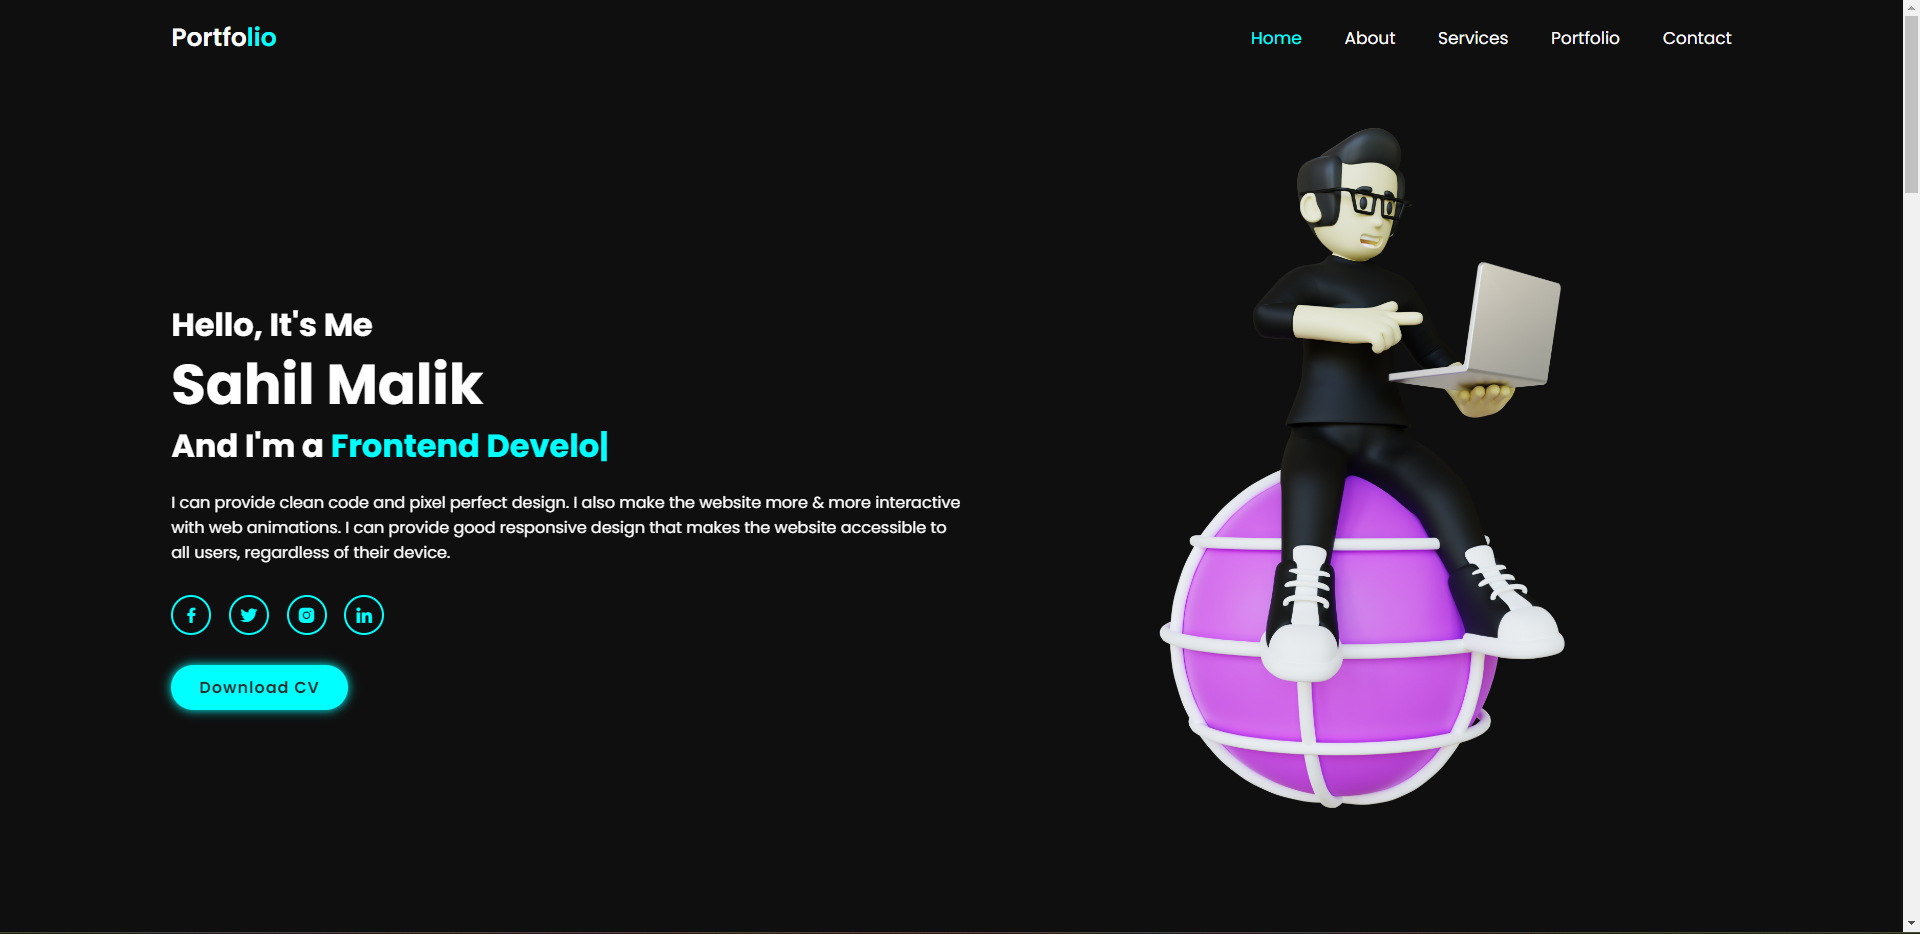 Portfolio
Home About Services Portfolio Contact
Hello, It's Me
Sahil Malik
And I'm a Frontend Develo|
I can provide clean code and pixel perfect design. I also make the website more & more interactive
with web animations. I can provide good responsive design that makes the website accessible to
all users, regardless of their device.
Download CV